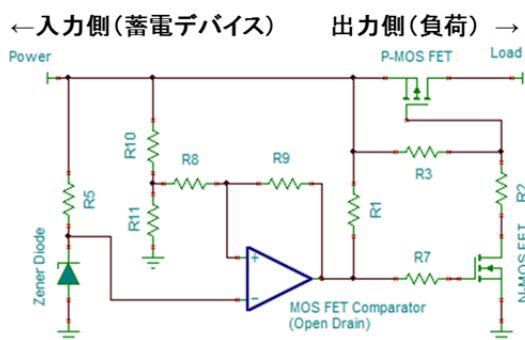 ←入力側(蓄電デバイス) 出力側(負荷) →
Power P-MOS FET Load
R10
R8 R9
R3
R5
R11
R1
R2
R7
Zener Diode
+
-
MOS FET Comparator
(Open Drain)
N-MOS FET